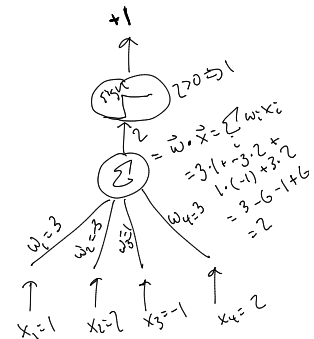 +1
sign
2>0 ⇒ 1
2
Σ
= w⃗ · x⃗ = Σ wᵢxᵢ
i
= 3·1 + -3·2 +
1·(-1) + 3·2
= 3 - 6 - 1 + 6
= 2
w₁=3
w₂=3
w₄=3
x₁=1
x₂=2
x₃=-1
x₄=2